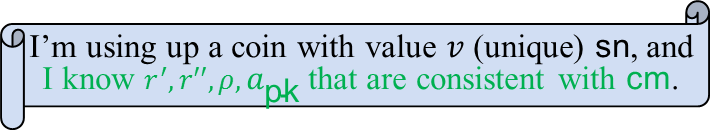 I'm using up a coin with value v (unique) sn, and
I know r′, r″, ρ, a_pk that are consistent with cm.